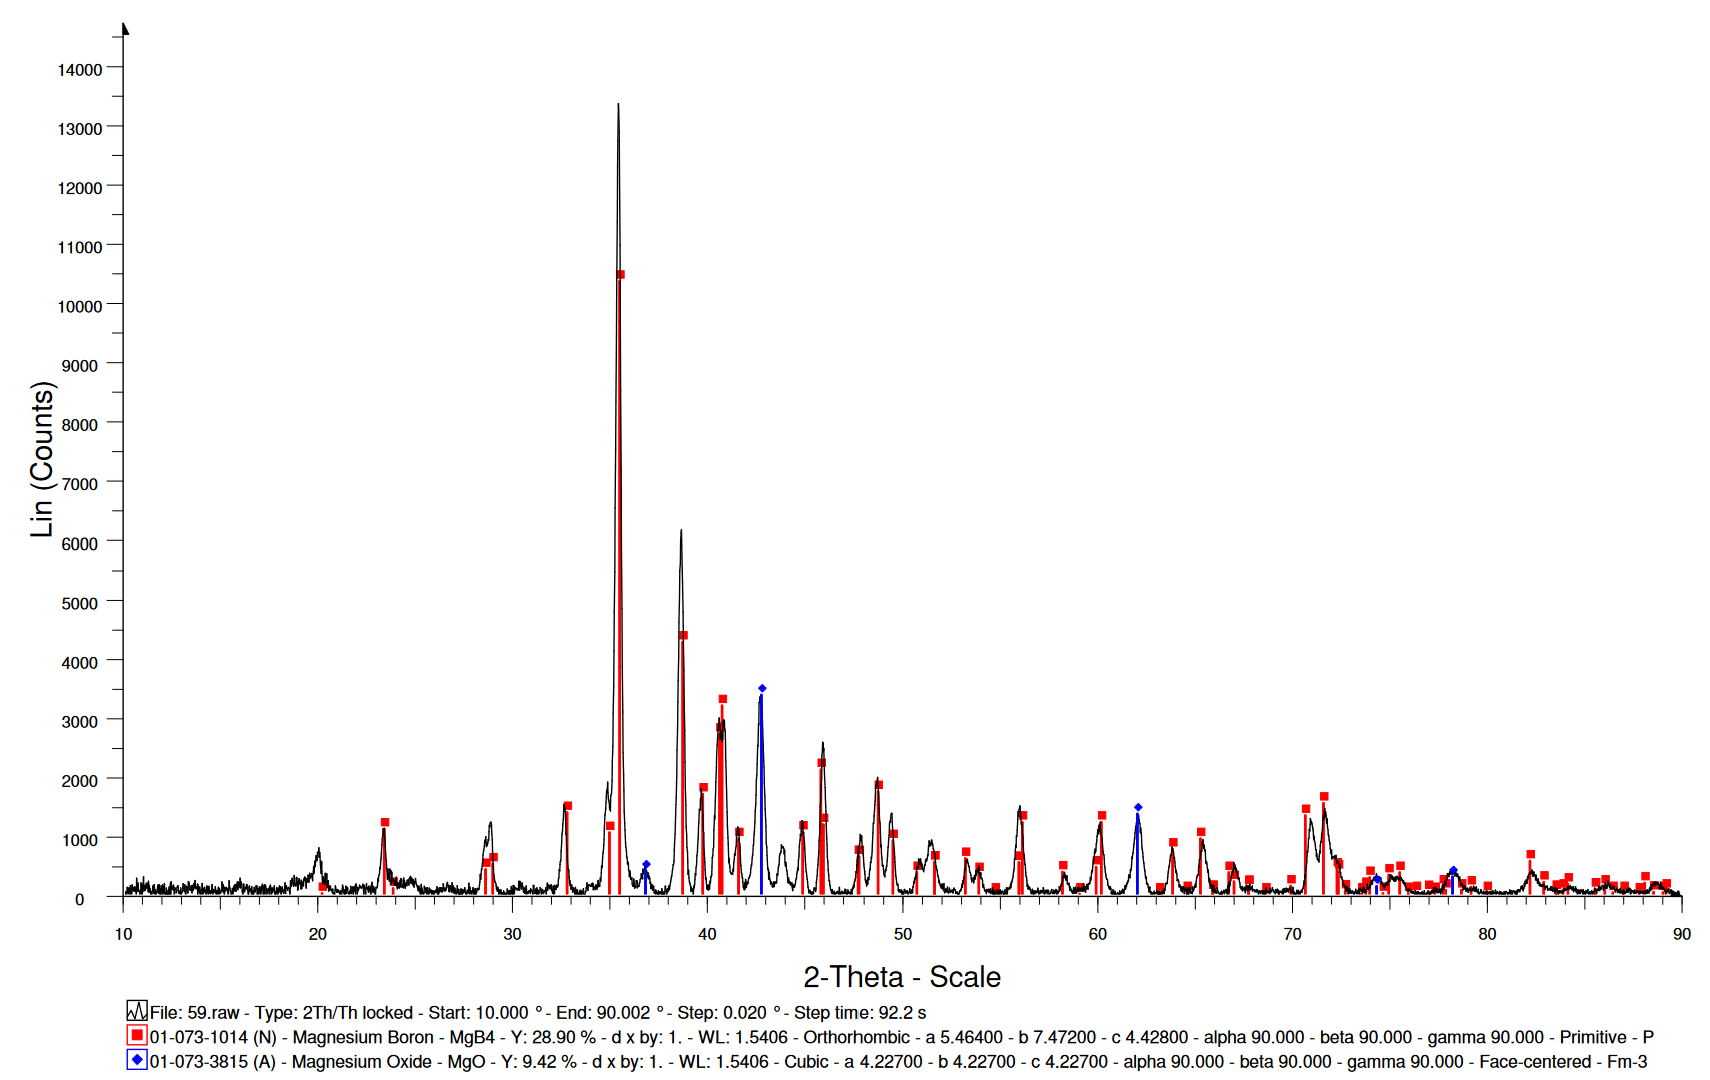 14000
13000
12000
11000
10000
9000
8000
7000
6000
5000
4000
3000
2000
1000
0
Lin (Counts)
10 20 30 40 50 60 70 80 90
2-Theta - Scale
File: 59.raw - Type: 2Th/Th locked - Start: 10.000 ° - End: 90.002 ° - Step: 0.020 ° - Step time: 92.2 s
01-073-1014 (N) - Magnesium Boron - MgB4 - Y: 28.90 % - d x by: 1. - WL: 1.5406 - Orthorhombic - a 5.46400 - b 7.47200 - c 4.42800 - alpha 90.000 - beta 90.000 - gamma 90.000 - Primitive - P
01-073-3815 (A) - Magnesium Oxide - MgO - Y: 9.42 % - d x by: 1. - WL: 1.5406 - Cubic - a 4.22700 - b 4.22700 - c 4.22700 - alpha 90.000 - beta 90.000 - gamma 90.000 - Face-centered - Fm-3